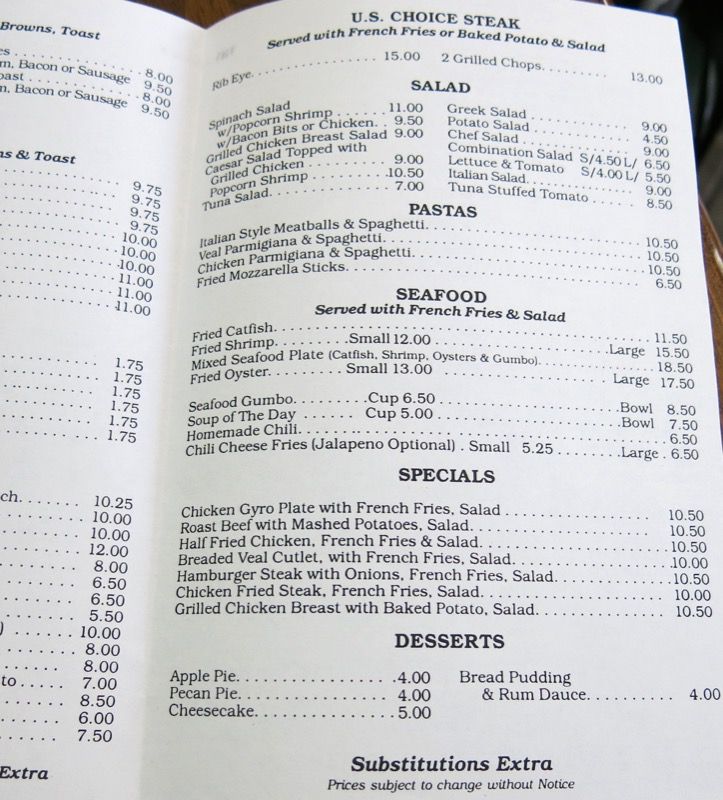 Browns, Toast
m, Bacon or Sausage 8.00
9.50
oast 8.00
m, Bacon or Sausage 9.50
ns & Toast
9.75
9.75
9.75
9.75
10.00
10.00
10.00
11.00
11.00
11.00
1.75
1.75
1.75
1.75
1.75
1.75
ch. 10.25
10.00
10.00
12.00
8.00
6.50
6.50
5.50
) 10.00
8.00
8.00
to 7.00
8.50
6.00
7.50
Extra
U.S. CHOICE STEAK
Served with French Fries or Baked Potato & Salad
Rib Eye 15.00 2 Grilled Chops 13.00
SALAD
Spinach Salad
w/Popcorn Shrimp 11.00
w/Bacon Bits or Chicken 9.50
Grilled Chicken Breast Salad 9.00
Caesar Salad Topped with
Grilled Chicken 9.00
Popcorn Shrimp 10.50
Tuna Salad 7.00
Greek Salad 9.00
Potato Salad 4.50
Chef Salad 9.00
Combination Salad S/4.50 L/ 6.50
Lettuce & Tomato S/4.00 L/ 5.50
Italian Salad 9.00
Tuna Stuffed Tomato 8.50
PASTAS
Italian Style Meatballs & Spaghetti 10.50
Veal Parmigiana & Spaghetti 10.50
Chicken Parmigiana & Spaghetti 10.50
Fried Mozzarella Sticks 6.50
SEAFOOD
Served with French Fries & Salad
Fried Catfish 11.50
Fried Shrimp Small 12.00 Large 15.50
Mixed Seafood Plate (Catfish, Shrimp, Oysters & Gumbo) 18.50
Fried Oyster Small 13.00 Large 17.50
Seafood Gumbo Cup 6.50 Bowl 8.50
Soup of The Day Cup 5.00 Bowl 7.50
Homemade Chili 6.50
Chili Cheese Fries (Jalapeno Optional) Small 5.25 Large 6.50
SPECIALS
Chicken Gyro Plate with French Fries, Salad 10.50
Roast Beef with Mashed Potatoes, Salad 10.50
Half Fried Chicken, French Fries & Salad 10.50
Breaded Veal Cutlet, with French Fries, Salad 10.00
Hamburger Steak with Onions, French Fries, Salad 10.50
Chicken Fried Steak, French Fries, Salad 10.00
Grilled Chicken Breast with Baked Potato, Salad 10.50
DESSERTS
Apple Pie 4.00
Pecan Pie 4.00
Cheesecake 5.00
Bread Pudding
& Rum Dauce 4.00
Substitutions Extra
Prices subject to change without Notice